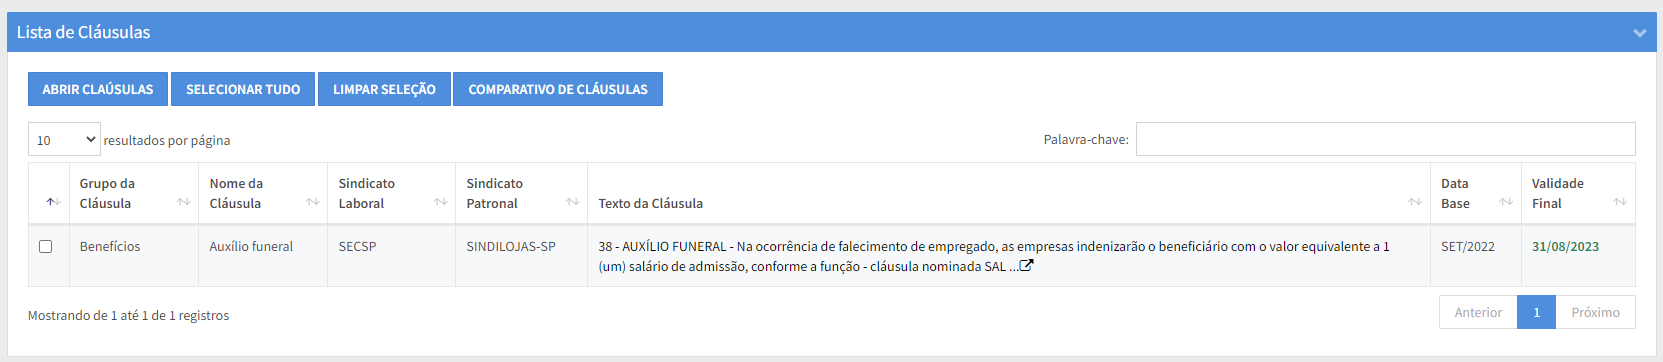 Lista de Cláusulas
ABRIR CLAÚSULAS SELECIONAR TUDO LIMPAR SELEÇÃO COMPARATIVO DE CLÁUSULAS
10 resultados por página Palavra-chave:
Grupo da Cláusula Nome da Cláusula Sindicato Laboral Sindicato Patronal Texto da Cláusula Data Base Validade Final
Benefícios Auxílio funeral SECSP SINDILOJAS-SP 38 - AUXÍLIO FUNERAL - Na ocorrência de falecimento de empregado, as empresas indenizarão o beneficiário com o valor equivalente a 1 SET/2022 31/08/2023
(um) salário de admissão, conforme a função - cláusula nominada SAL ...
Mostrando de 1 até 1 de 1 registros Anterior 1 Próximo